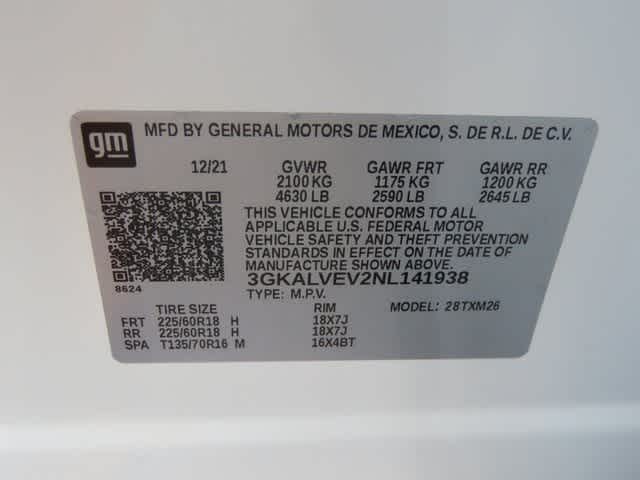 gm MFD BY GENERAL MOTORS DE MEXICO, S. DE R.L. DE C.V.
12/21 GVWR GAWR FRT GAWR RR
2100 KG 1175 KG 1200 KG
4630 LB 2590 LB 2645 LB
THIS VEHICLE CONFORMS TO ALL
APPLICABLE U.S. FEDERAL MOTOR
VEHICLE SAFETY AND THEFT PREVENTION
STANDARDS IN EFFECT ON THE DATE OF
MANUFACTURE SHOWN ABOVE.
3GKALVEV2NL141938
8624 TYPE: M.P.V. MODEL: 28TXM26
TIRE SIZE RIM
FRT 225/60R18 H 18X7J
RR 225/60R18 H 18X7J
SPA T135/70R16 M 16X4BT